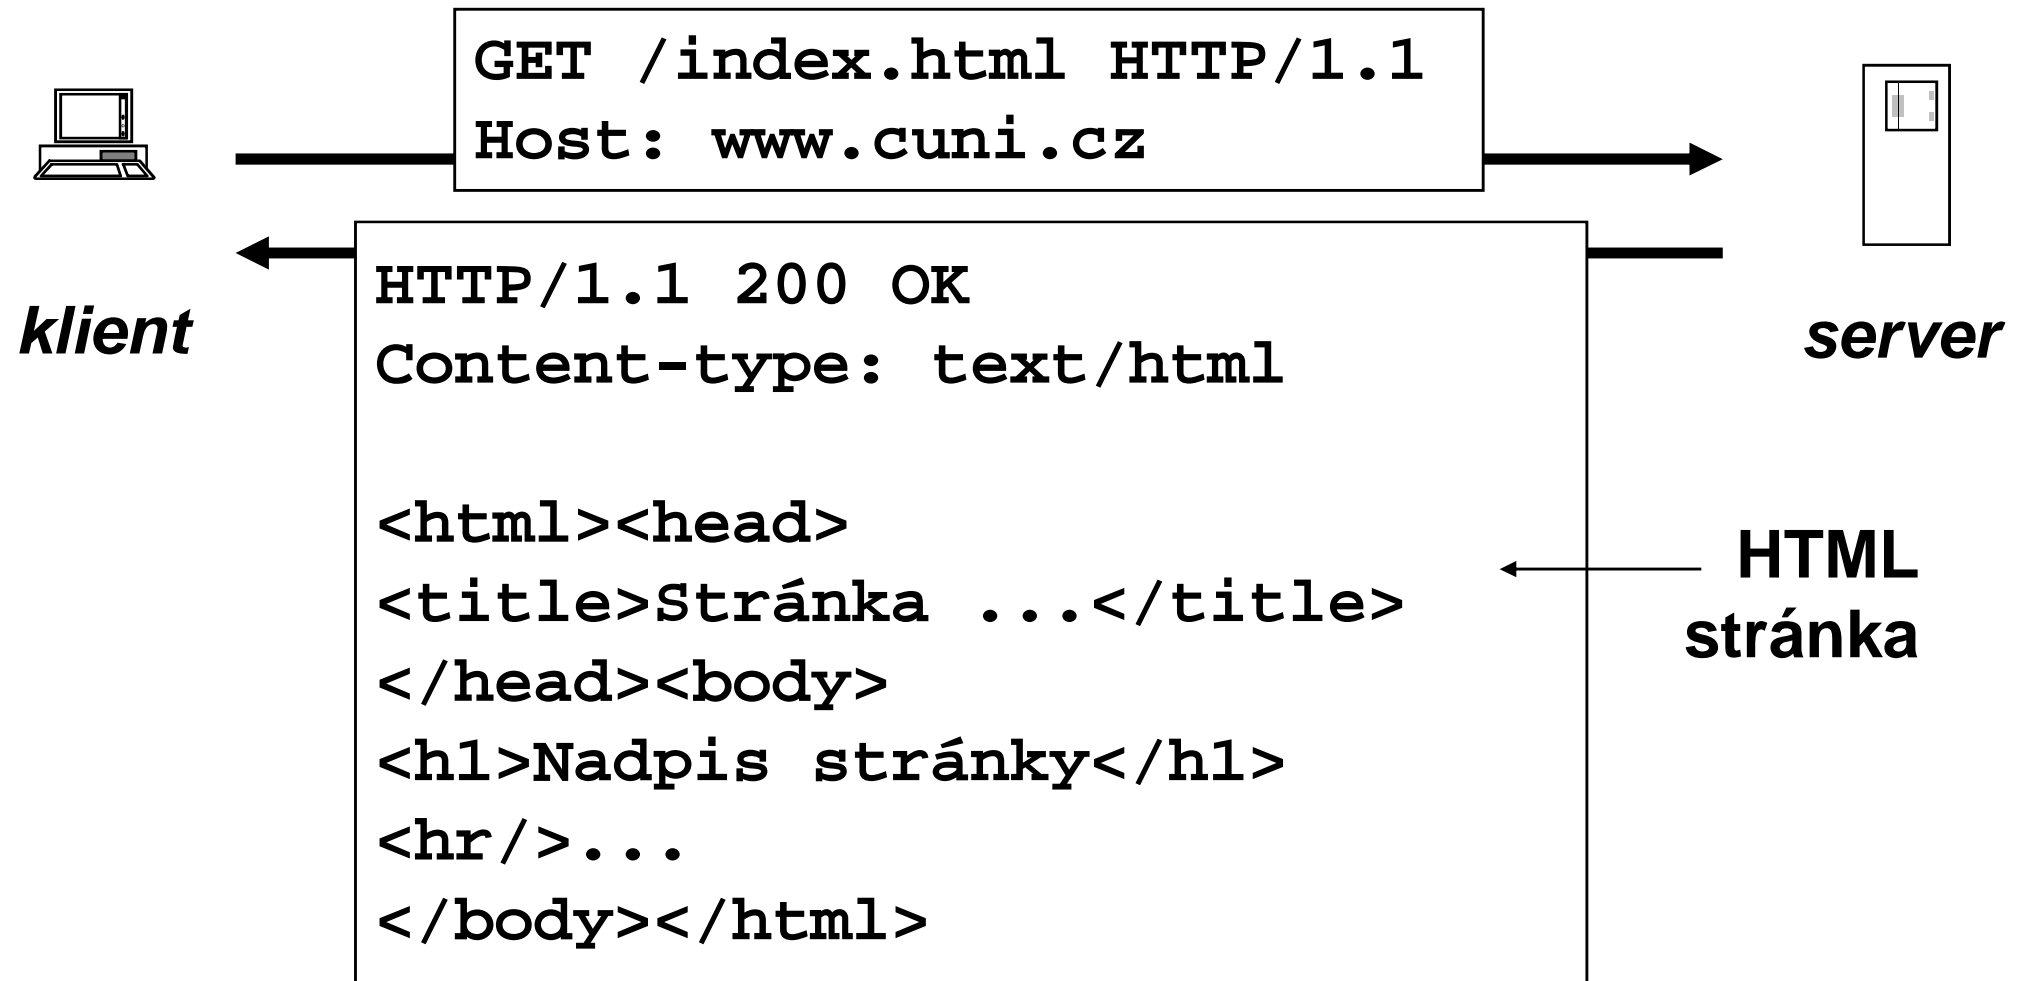 GET /index.html HTTP/1.1
Host: www.cuni.cz
klient
server
HTTP/1.1 200 OK
Content-type: text/html
<html><head>
<title>Stránka ...</title>
</head><body>
<h1>Nadpis stránky</h1>
<hr/>...
</body></html>
HTML
stránka